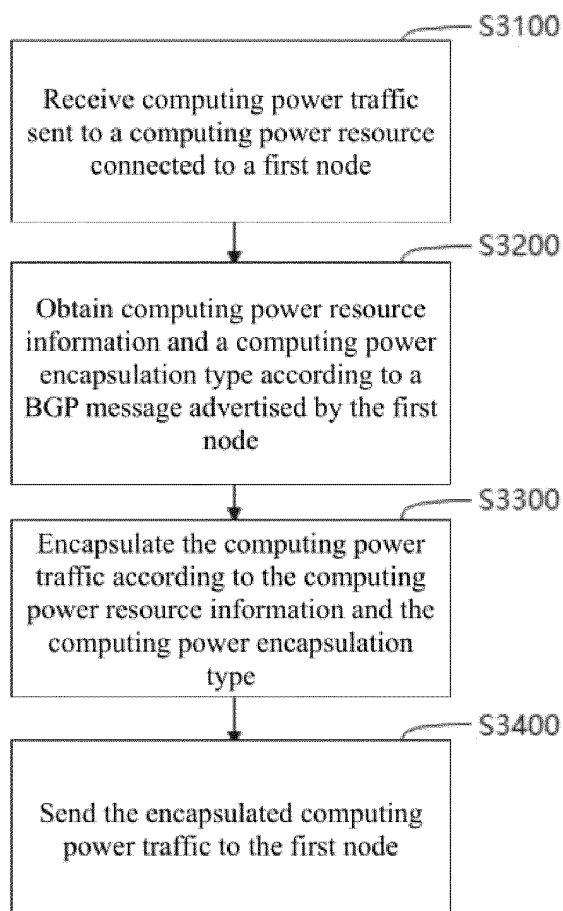 S3100
Receive computing power traffic
sent to a computing power resource
connected to a first node
S3200
Obtain computing power resource
information and a computing power
encapsulation type according to a
BGP message advertised by the first
node
S3300
Encapsulate the computing power
traffic according to the computing
power resource information and the
computing power encapsulation
type
S3400
Send the encapsulated computing
power traffic to the first node